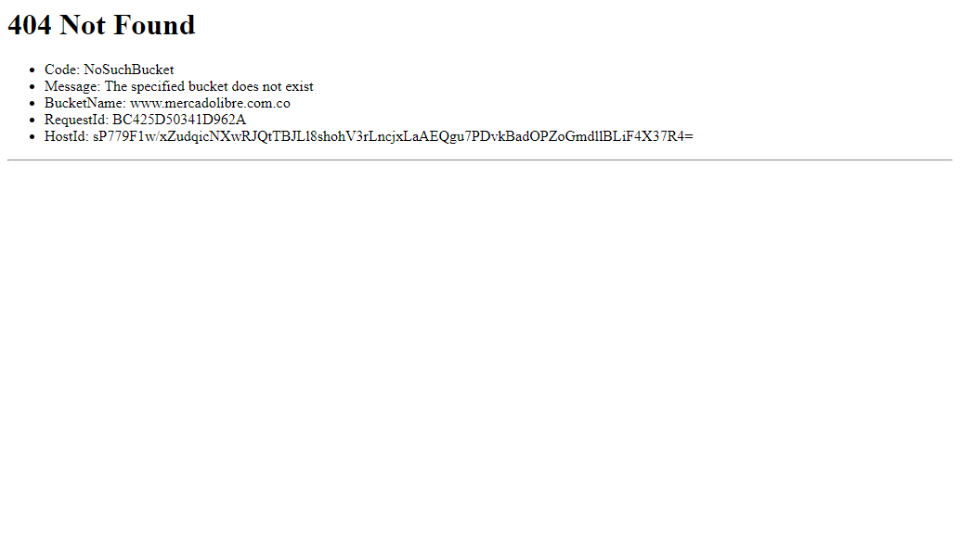 404 Not Found
Code: NoSuchBucket
Message: The specified bucket does not exist
BucketName: www.mercadolibre.com.co
RequestId: BC425D50341D962A
HostId: sP779F1w/xZudqicNXwRJQtTBJLl8shohV3rLncjxLaAEQgu7PDvkBadOPZoGmdllBLiF4X37R4=